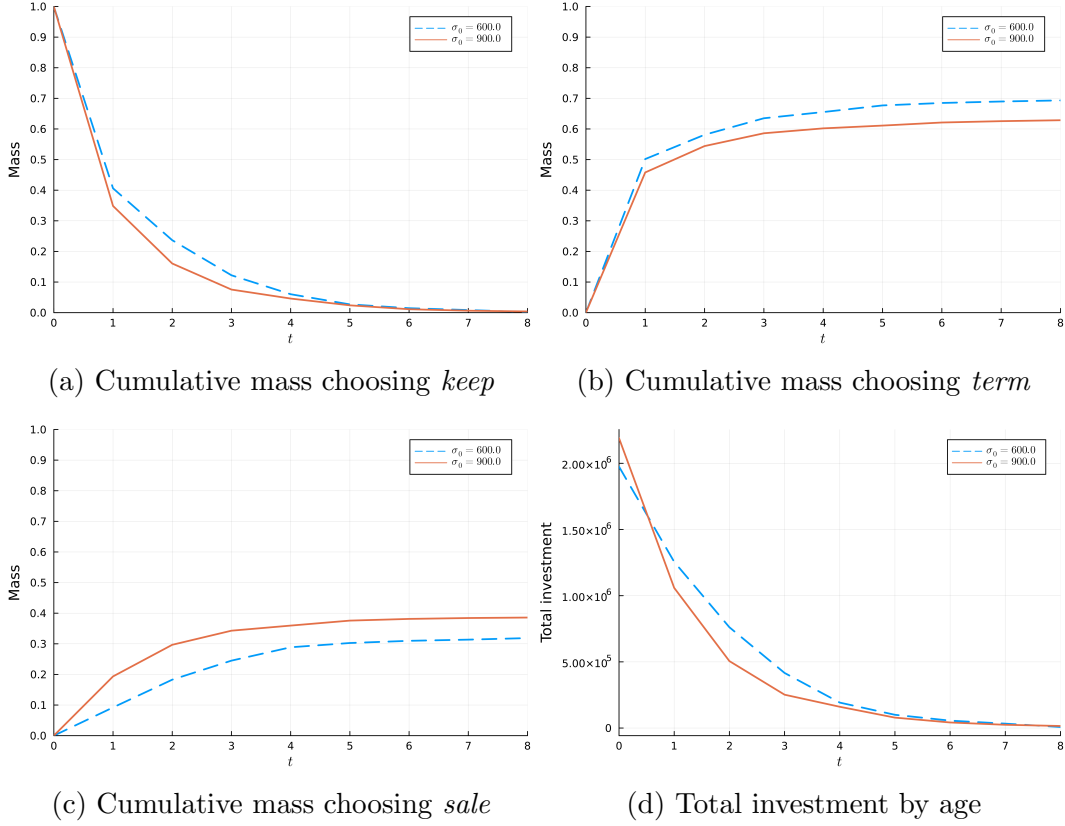 1.0
0.9
0.8
0.7
0.6
0.5
0.4
0.3
0.2
0.1
0.0
Mass
0 1 2 3 4 5 6 7 8
t
σ₀ = 600.0
σ₀ = 900.0
(a) Cumulative mass choosing keep
1.0
0.9
0.8
0.7
0.6
0.5
0.4
0.3
0.2
0.1
0.0
Mass
0 1 2 3 4 5 6 7 8
t
σ₀ = 600.0
σ₀ = 900.0
(b) Cumulative mass choosing term
1.0
0.9
0.8
0.7
0.6
0.5
0.4
0.3
0.2
0.1
0.0
Mass
0 1 2 3 4 5 6 7 8
t
σ₀ = 600.0
σ₀ = 900.0
(c) Cumulative mass choosing sale
2.00×10⁶
1.50×10⁶
1.00×10⁶
5.00×10⁵
0
Total investment
0 1 2 3 4 5 6 7 8
t
σ₀ = 600.0
σ₀ = 900.0
(d) Total investment by age